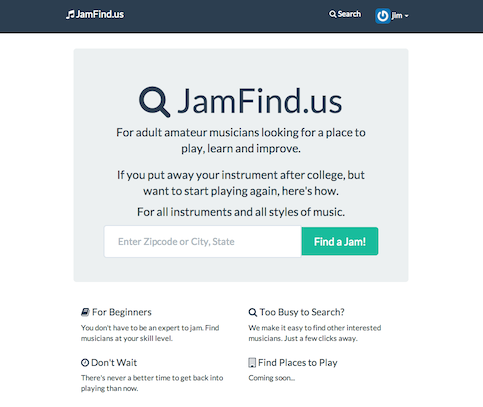 JamFind.us
Search
jim
JamFind.us
For adult amateur musicians looking for a place to
play, learn and improve.
If you put away your instrument after college, but
want to start playing again, here's how.
For all instruments and all styles of music.
Enter Zipcode or City, State
Find a Jam!
For Beginners
You don't have to be an expert to jam. Find
musicians at your skill level.
Too Busy to Search?
We make it easy to find other interested
musicians. Just a few clicks away.
Don't Wait
There's never a better time to get back into
playing than now.
Find Places to Play
Coming soon...